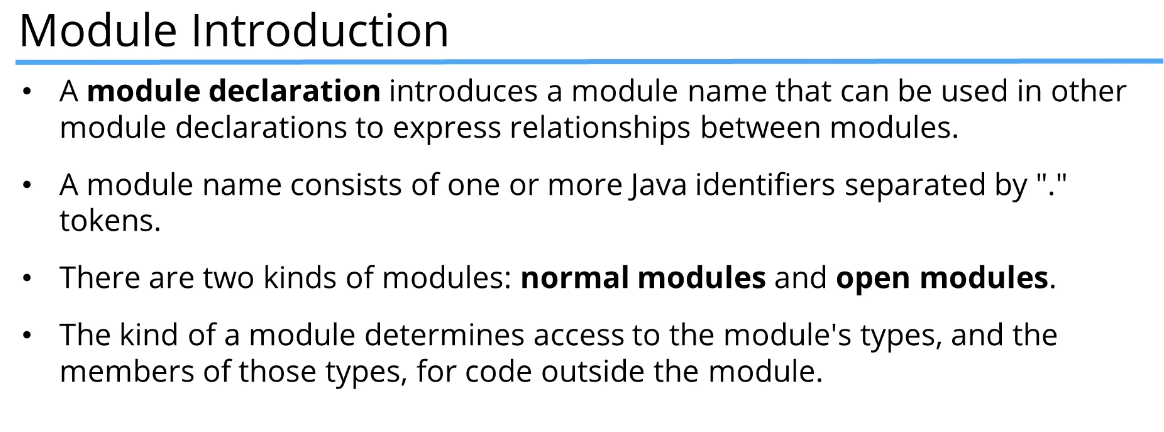 Module Introduction
• A module declaration introduces a module name that can be used in other
module declarations to express relationships between modules.
• A module name consists of one or more Java identifiers separated by "."
tokens.
• There are two kinds of modules: normal modules and open modules.
• The kind of a module determines access to the module's types, and the
members of those types, for code outside the module.